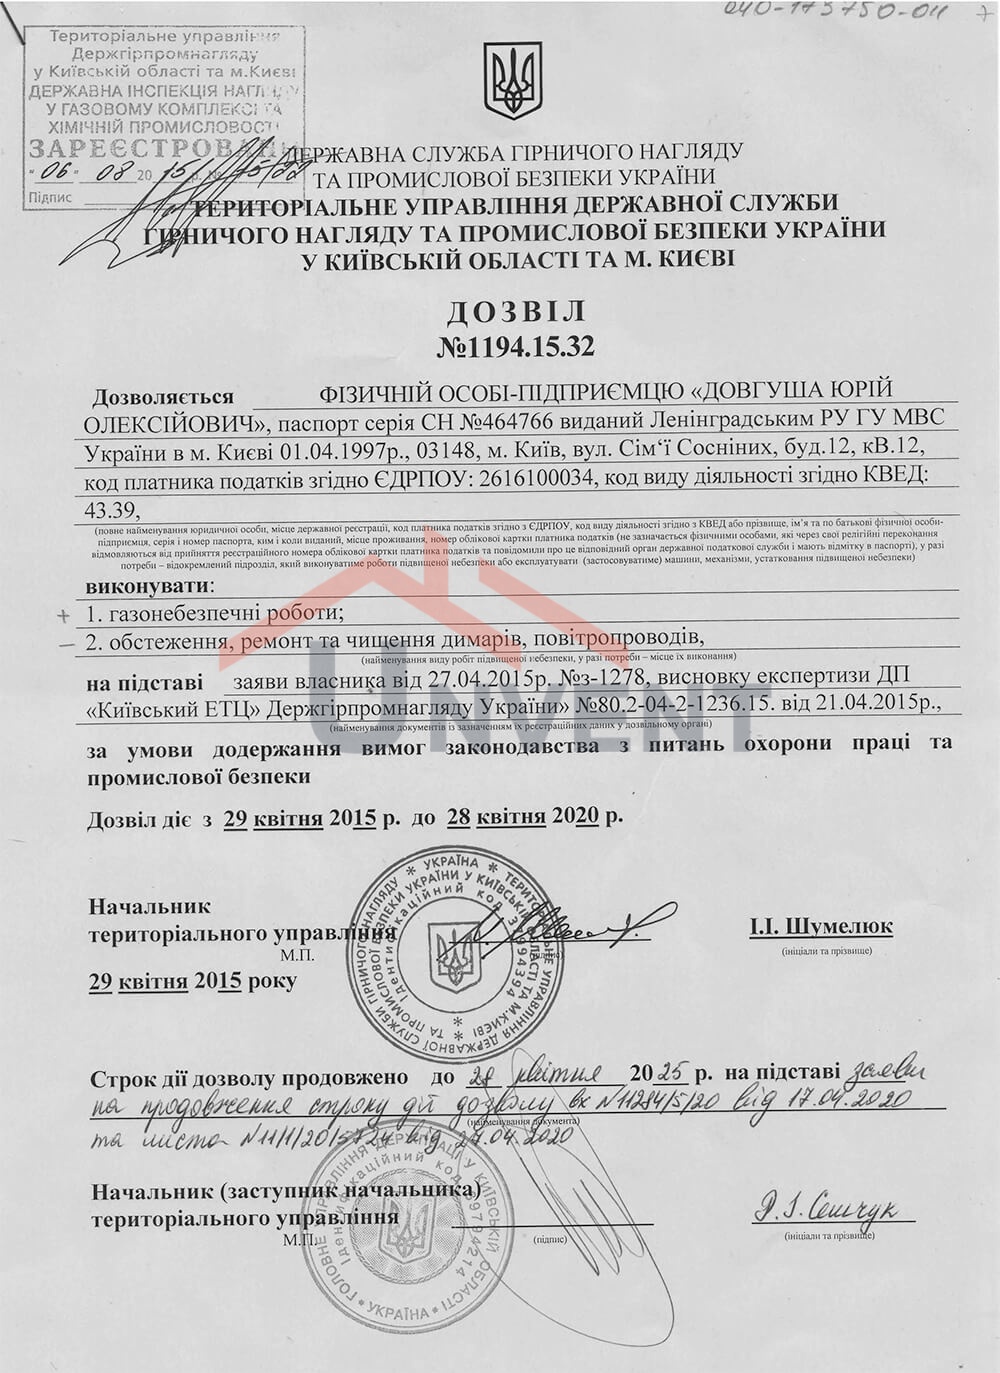 040-173750-04
Територіальне управління
Держгірпромнагляду
у Київській області та м.Києві
ДЕРЖАВНА ІНСПЕКЦІЯ НАГЛЯДУ
У ГАЗОВОМУ КОМПЛЕКСІ ТА
ХІМІЧНІЙ ПРОМИСЛОВОСТІ
ЗАРЕЄСТРОВАНО
"06" 08 2015 р. №
Підпис
ДЕРЖАВНА СЛУЖБА ГІРНИЧОГО НАГЛЯДУ
ТА ПРОМИСЛОВОЇ БЕЗПЕКИ УКРАЇНИ
ТЕРИТОРІАЛЬНЕ УПРАВЛІННЯ ДЕРЖАВНОЇ СЛУЖБИ
ГІРНИЧОГО НАГЛЯДУ ТА ПРОМИСЛОВОЇ БЕЗПЕКИ УКРАЇНИ
У КИЇВСЬКІЙ ОБЛАСТІ ТА М. КИЄВІ
ДОЗВІЛ
№1194.15.32
Дозволяється ФІЗИЧНІЙ ОСОБІ-ПІДПРИЄМЦЮ «ДОВГУША ЮРІЙ
ОЛЕКСІЙОВИЧ», паспорт серія СН №464766 виданий Ленінградським РУ ГУ МВС
України в м. Києві 01.04.1997р., 03148, м. Київ, вул. Сім‘ї Сосніних, буд.12, кВ.12,
код платника податків згідно ЄДРПОУ: 2616100034, код виду діяльності згідно КВЕД:
43.39,
(повне найменування юридичної особи, місце державної реєстрації, код платника податків згідно з ЄДРПОУ, код виду діяльності згідно з КВЕД або прізвище, ім’я та по батькові фізичної особи-
підприємця, серія і номер паспорта, ким і коли виданий, місце проживання, номер облікової картки платника податків (не зазначається фізичними особами, які через свої релігійні переконання
відмовляються від прийняття реєстраційного номера облікової картки платника податків та повідомили про це відповідний орган державної податкової служби і мають відмітку в паспорті), у разі
потреби – відокремлений підрозділ, який виконуватиме роботи підвищеної небезпеки або експлуатувати (застосовуватиме) машини, механізми, устатковання підвищеної небезпеки)
виконувати:
+ 1. газонебезпечні роботи;
– 2. обстеження, ремонт та чищення димарів, повітропроводів,
(найменування виду робіт підвищеної небезпеки, у разі потреби – місце їх виконання)
на підставі заяви власника від 27.04.2015р. №з-1278, висновку експертизи ДП
«Київський ЕТЦ» Держгірпромнагляду України» №80.2-04-2-1236.15. від 21.04.2015р.,
(найменування документів із зазначенням їх реєстраційних даних у дозвільному органі)
UNVENT
за умови додержання вимог законодавства з питань охорони праці та
промислової безпеки
Дозвіл діє з 29 квітня 2015 р. до 28 квітня 2020 р.
Начальник
територіального управління
І.І. Шумелюк
М.П.
(підпис)
(ініціали та прізвище)
29 квітня 2015 року
* УКРАЇНА * ТЕРИТОРІАЛЬНЕ УПРАВЛІННЯ ДЕРЖАВНОЇ СЛУЖБИ ГІРНИЧОГО НАГЛЯДУ
ТА ПРОМИСЛОВОЇ БЕЗПЕКИ УКРАЇНИ У КИЇВСЬКІЙ ОБЛАСТІ ТА М.КИЄВІ *
Ідентифікаційний код 37994394
Строк дії дозволу продовжено до 28 квітня 2025 р. на підставі заяви
на продовження строку дії дозволу вх №11284/5/20 від 17.04.2020
(найменування документа)
та листа №11/1/20/5724 від 27.04.2020
Начальник (заступник начальника)
територіального управління
Р.І. Семчук
М.П.
(підпис)
(ініціали та прізвище)
ГОЛОВНЕ УПРАВЛІННЯ ДЕРЖПРАЦІ У КИЇВСЬКІЙ ОБЛАСТІ * УКРАЇНА *
Ідентифікаційний код 39794214